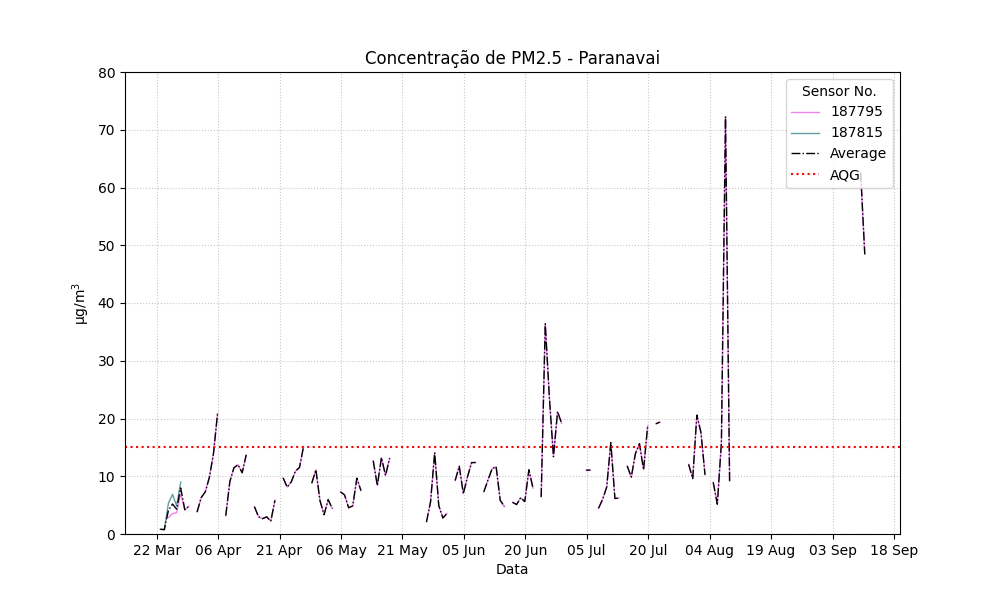 Concentração de PM2.5 - Paranavai
Sensor No.
187795
187815
Average
AQG
80
70
60
50
40
30
20
10
0
µg/m³
22 Mar 06 Apr 21 Apr 06 May 21 May 05 Jun 20 Jun 05 Jul 20 Jul 04 Aug 19 Aug 03 Sep 18 Sep
Data